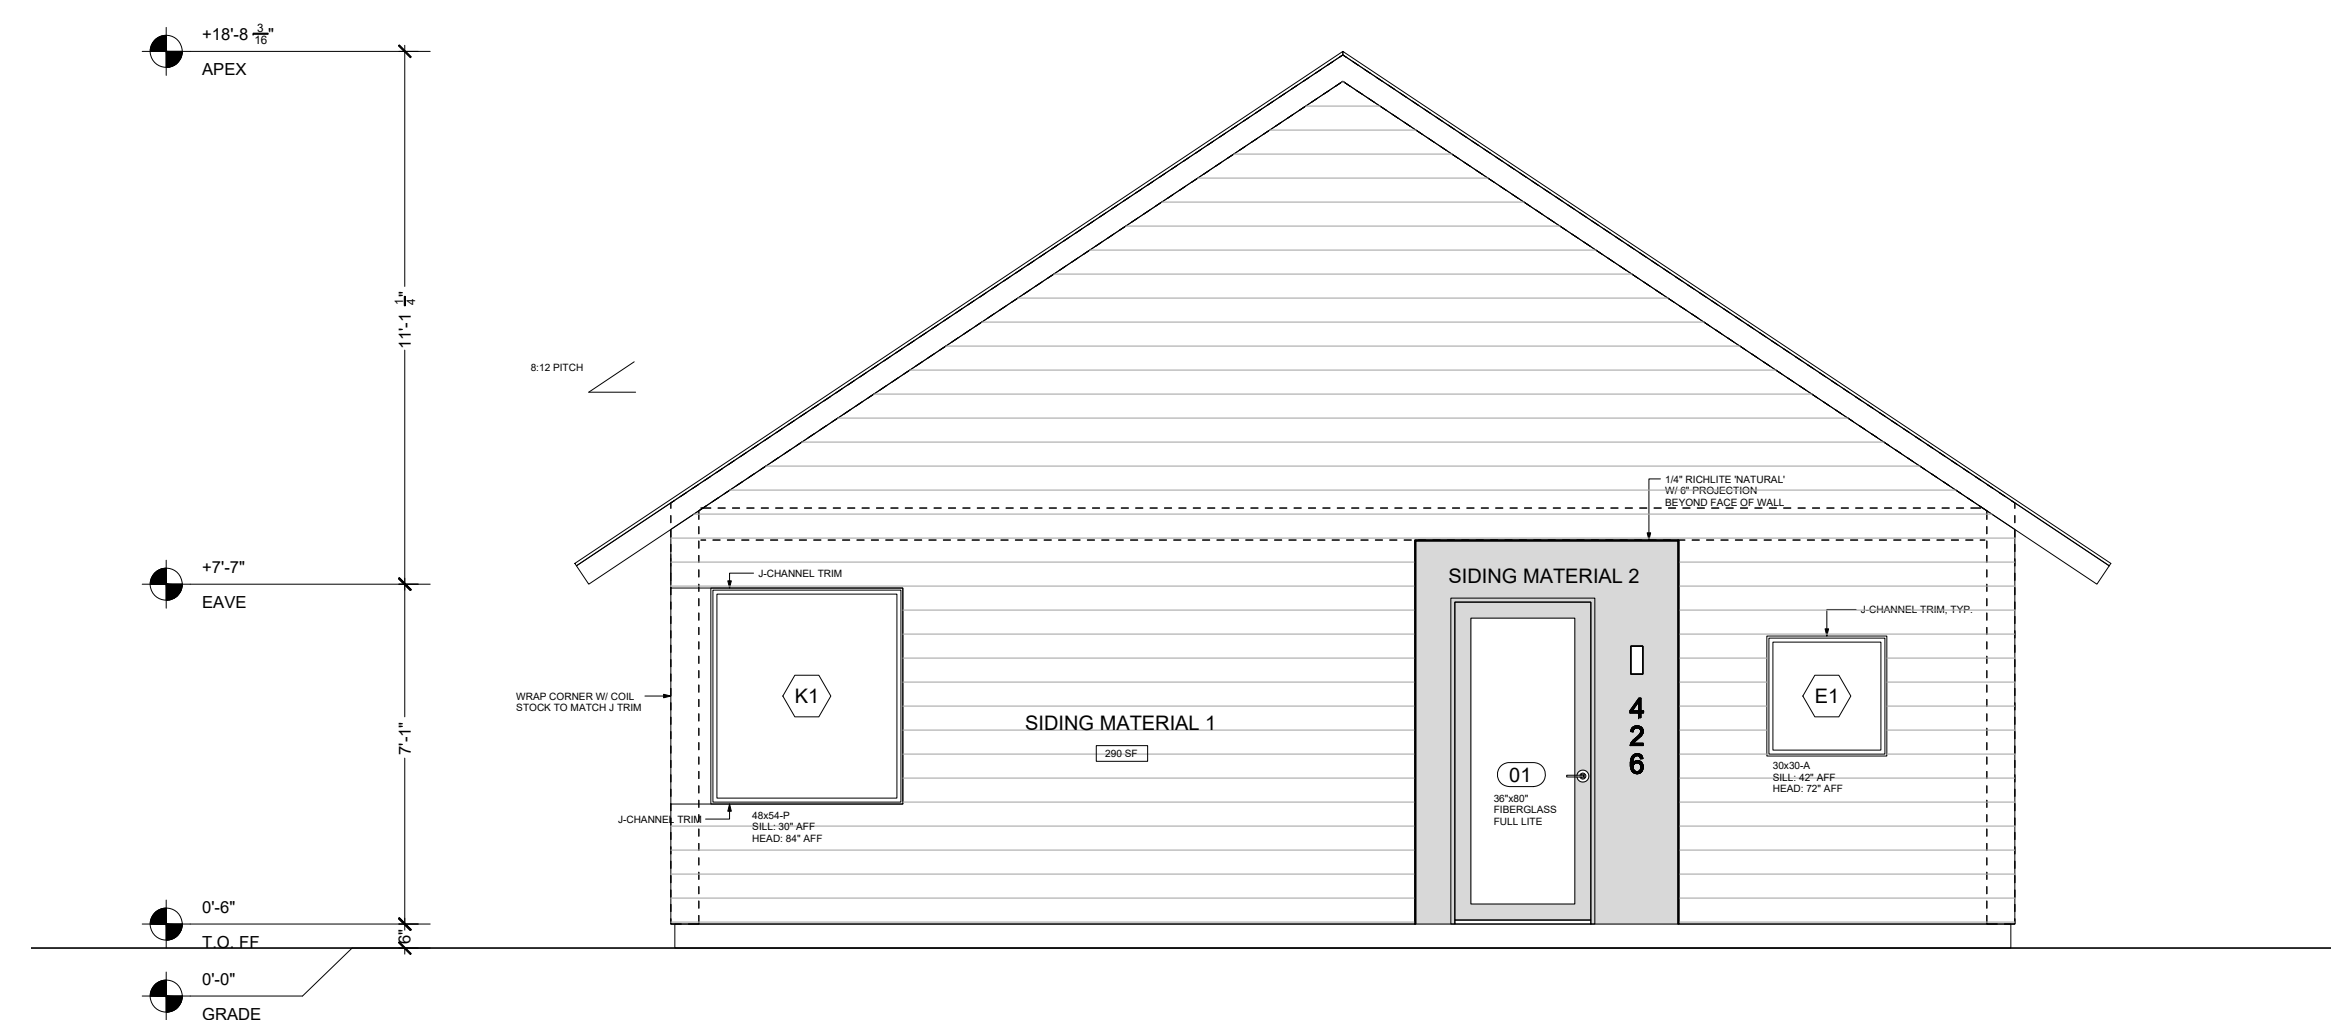 +18'-8 3/16"
APEX
11'-1 1/4"
8:12 PITCH
1/4" RICHLITE 'NATURAL'
W/ 6" PROJECTION
BEYOND FACE OF WALL
+7'-7"
EAVE
J-CHANNEL TRIM
SIDING MATERIAL 2
J-CHANNEL TRIM, TYP.
K1
E1
WRAP CORNER W/ COIL
STOCK TO MATCH J TRIM
7'-1"
SIDING MATERIAL 1
290 SF
4
2
6
01
36"x80"
FIBERGLASS
FULL LITE
30x30-A
SILL: 42" AFF
HEAD: 72" AFF
J-CHANNEL TRIM
48x54-P
SILL: 30" AFF
HEAD: 84" AFF
0'-6"
T.O. FF
6"
0'-0"
GRADE